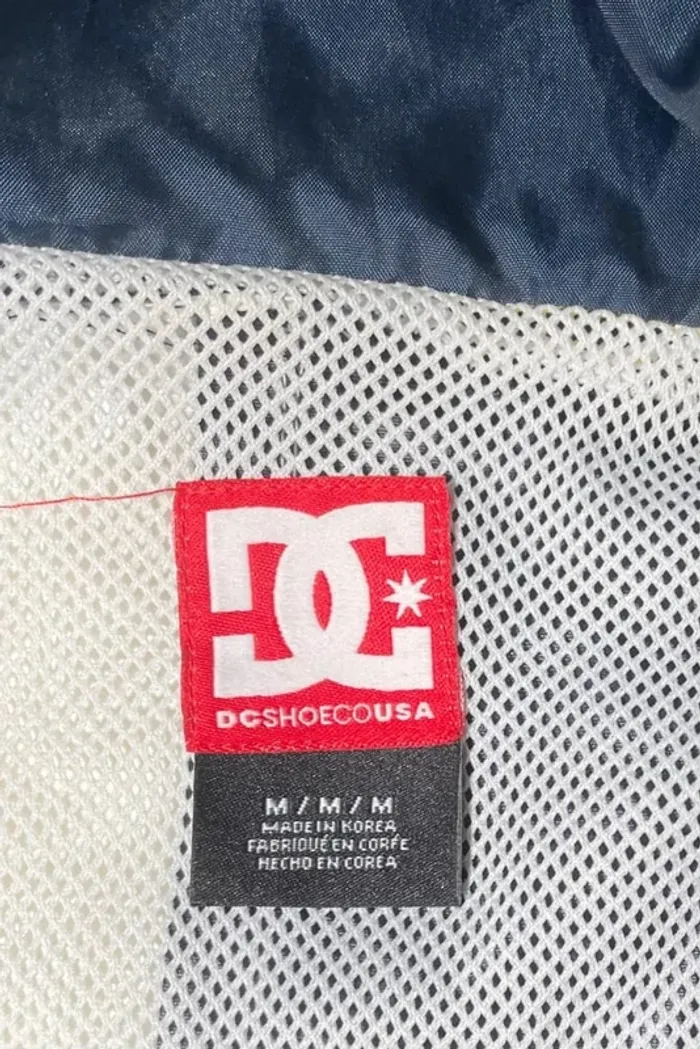 DC
DCSHOECOUSA
M / M / M
MADE IN KOREA
FABRIQUÉ EN CORÉE
HECHO EN COREA